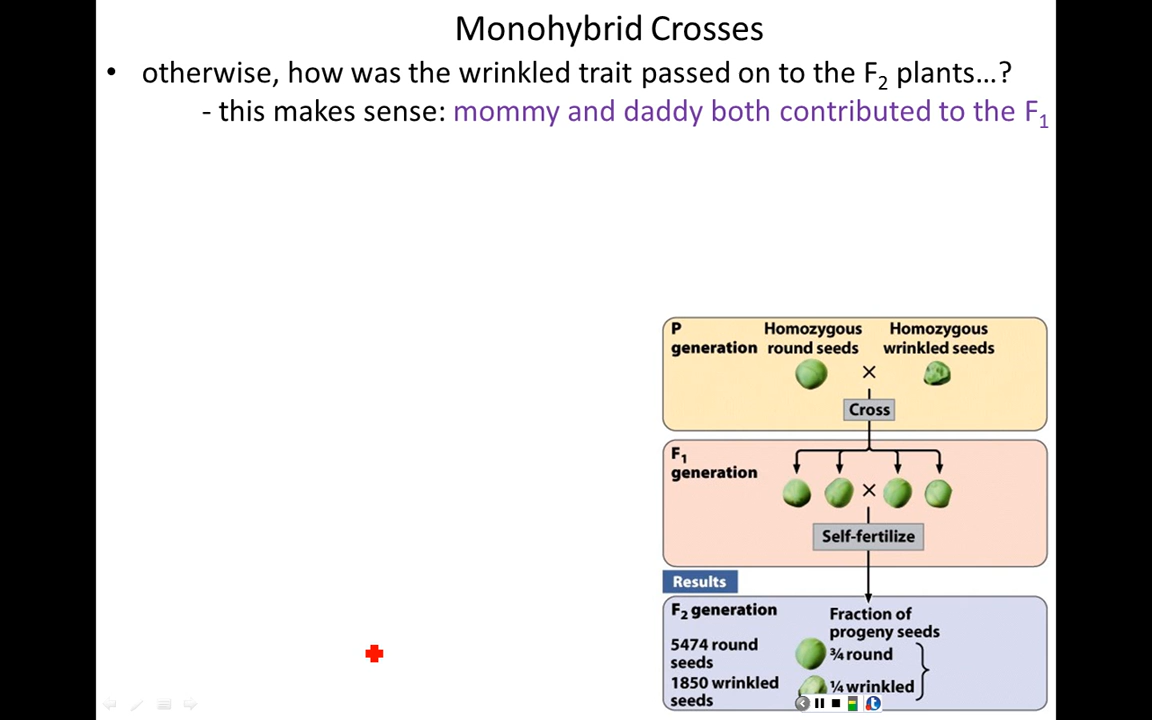 Monohybrid Crosses
• otherwise, how was the wrinkled trait passed on to the F₂ plants…?
- this makes sense: mommy and daddy both contributed to the F₁
P generation
Homozygous round seeds
Homozygous wrinkled seeds
×
Cross
F₁ generation
×
Self-fertilize
Results
F₂ generation
Fraction of progeny seeds
5474 round seeds
¾ round
1850 wrinkled seeds
¼ wrinkled